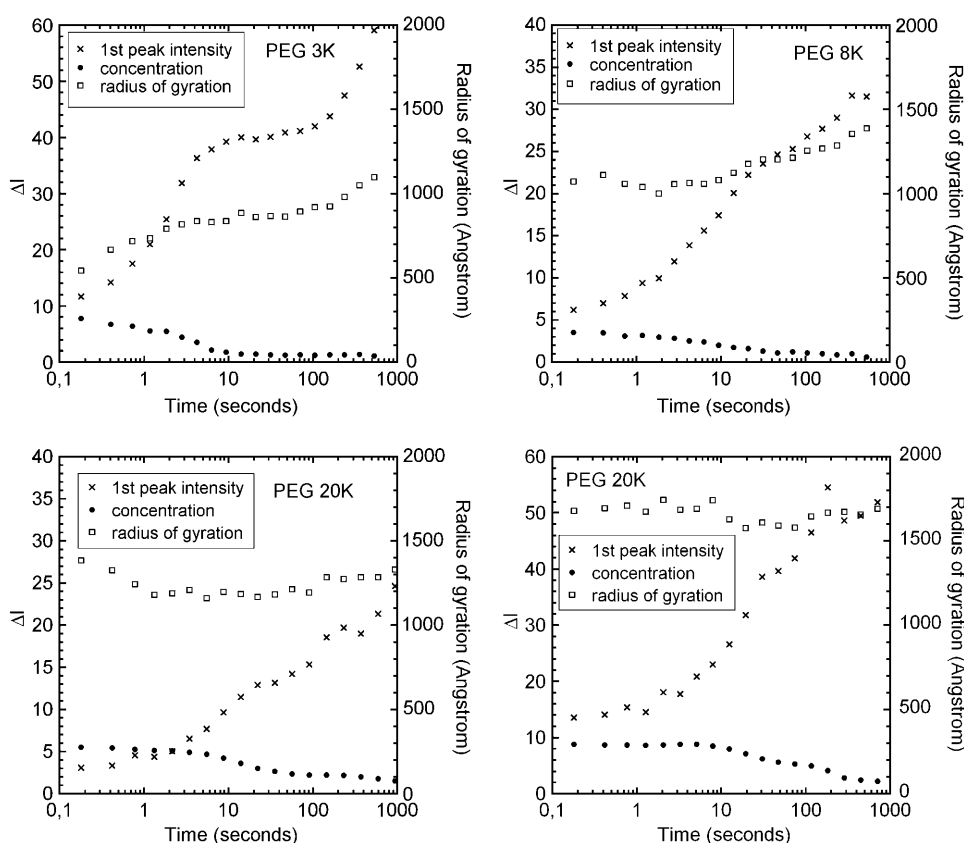 60
50
40
30
20
10
0
ΔI
1st peak intensity
concentration
radius of gyration
PEG 3K
2000
1500
1000
500
0
Radius of gyration (Angstrom)
0,1
1
10
100
1000
Time (seconds)
40
35
30
25
20
15
10
5
0
ΔI
1st peak intensity
concentration
radius of gyration
PEG 8K
2000
1500
1000
500
0
Radius of gyration (Angstrom)
0,1
1
10
100
1000
Time (seconds)
40
35
30
25
20
15
10
5
0
ΔI
1st peak intensity
concentration
radius of gyration
PEG 20K
2000
1500
1000
500
0
Radius of gyration (Angstrom)
0,1
1
10
100
1000
Time (seconds)
60
50
40
30
20
10
0
ΔI
PEG 20K
1st peak intensity
concentration
radius of gyration
2000
1500
1000
500
0
Radius of gyration (Angstrom)
0,1
1
10
100
1000
Time (seconds)